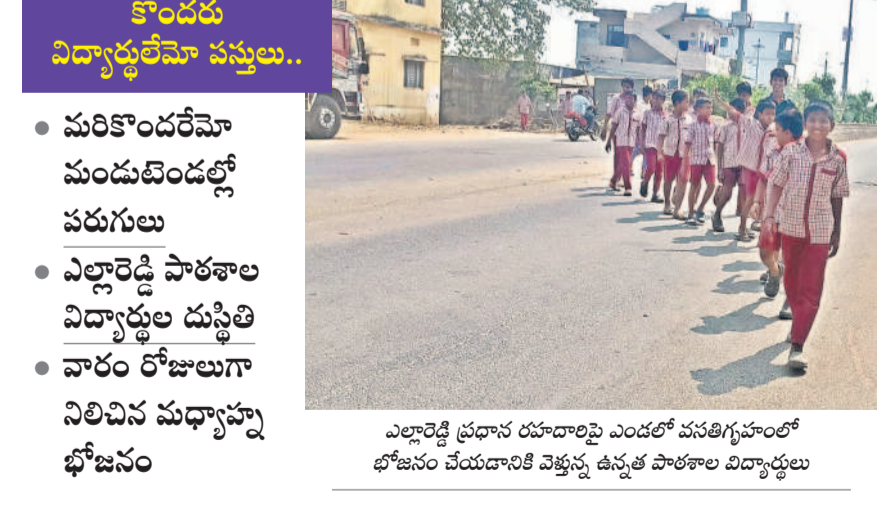 కొందరు
విద్యార్థులేమో పస్తులు..
● మరికొందరేమో
మండుటెండల్లో
పరుగులు
● ఎల్లారెడ్డి పాఠశాల
విద్యార్థుల దుస్థితి
● వారం రోజులుగా
నిలిచిన మధ్యాహ్న
భోజనం
ఎల్లారెడ్డి ప్రధాన రహదారిపై ఎండలో వసతిగృహంలో
భోజనం చేయడానికి వెళ్తున్న ఉన్నత పాఠశాల విద్యార్థులు